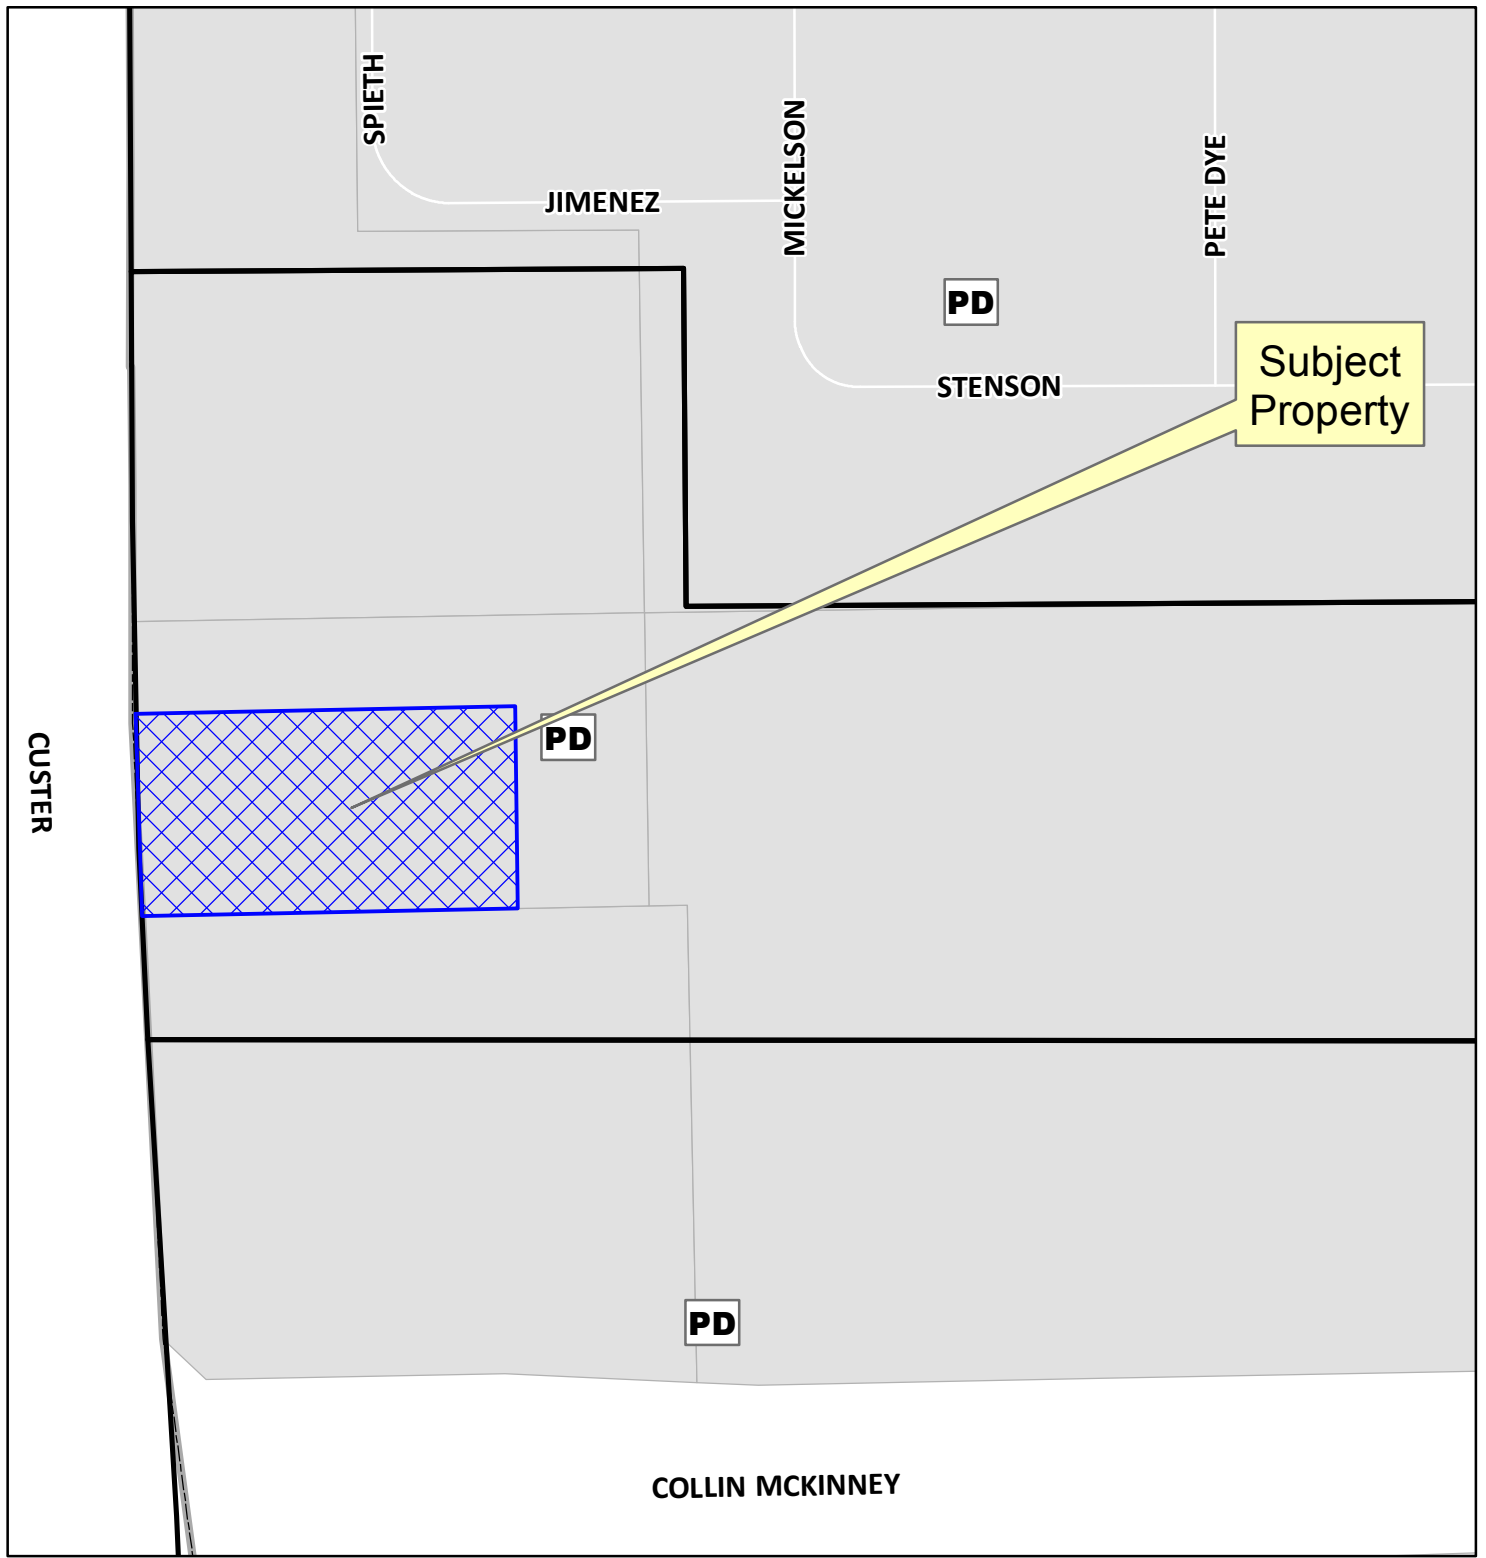 SPIETH
MICKELSON
PETE DYE
JIMENEZ
PD
Subject
Property
STENSON
PD
CUSTER
PD
COLLIN MCKINNEY